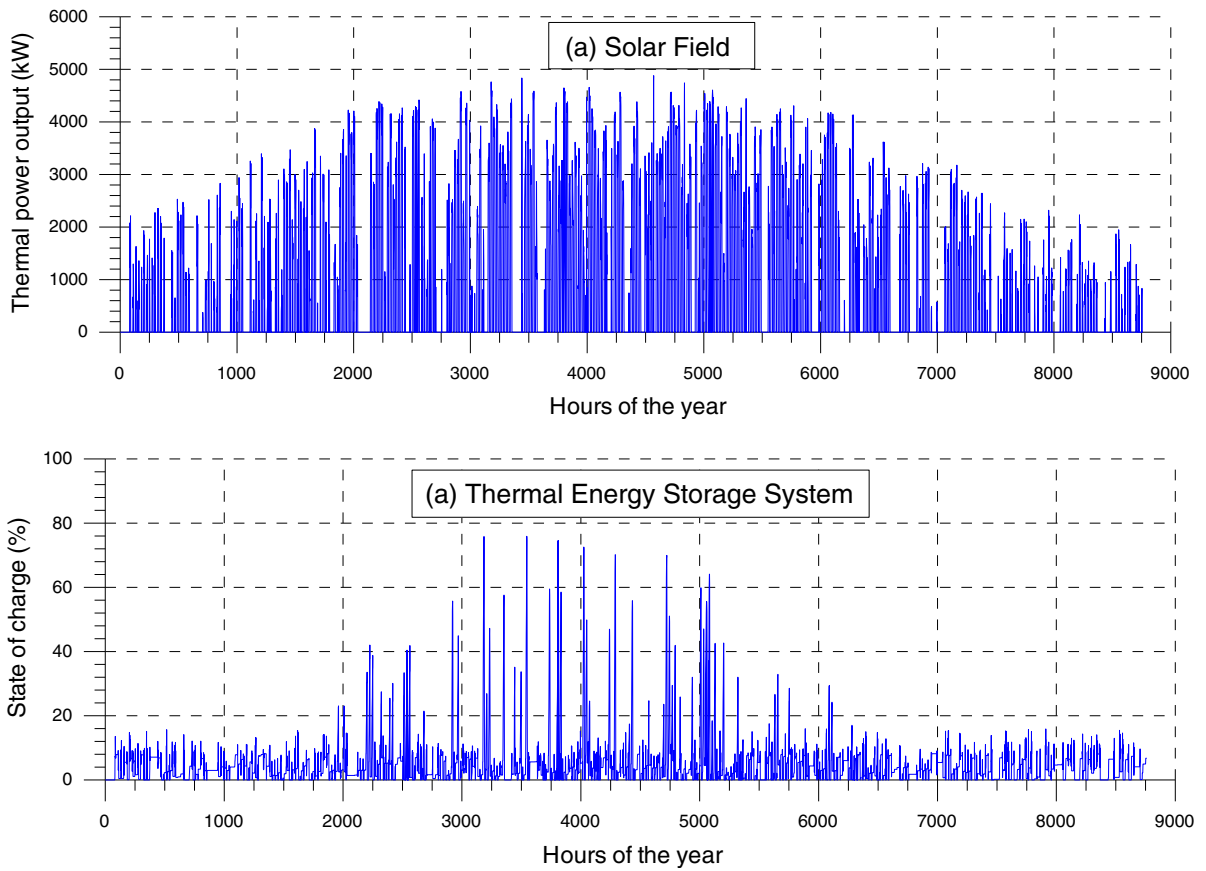 6000
(a) Solar Field
5000
4000
3000
2000
1000
0
Thermal power output (kW)
0 1000 2000 3000 4000 5000 6000 7000 8000 9000
Hours of the year
100
(a) Thermal Energy Storage System
80
60
40
20
0
State of charge (%)
0 1000 2000 3000 4000 5000 6000 7000 8000 9000
Hours of the year